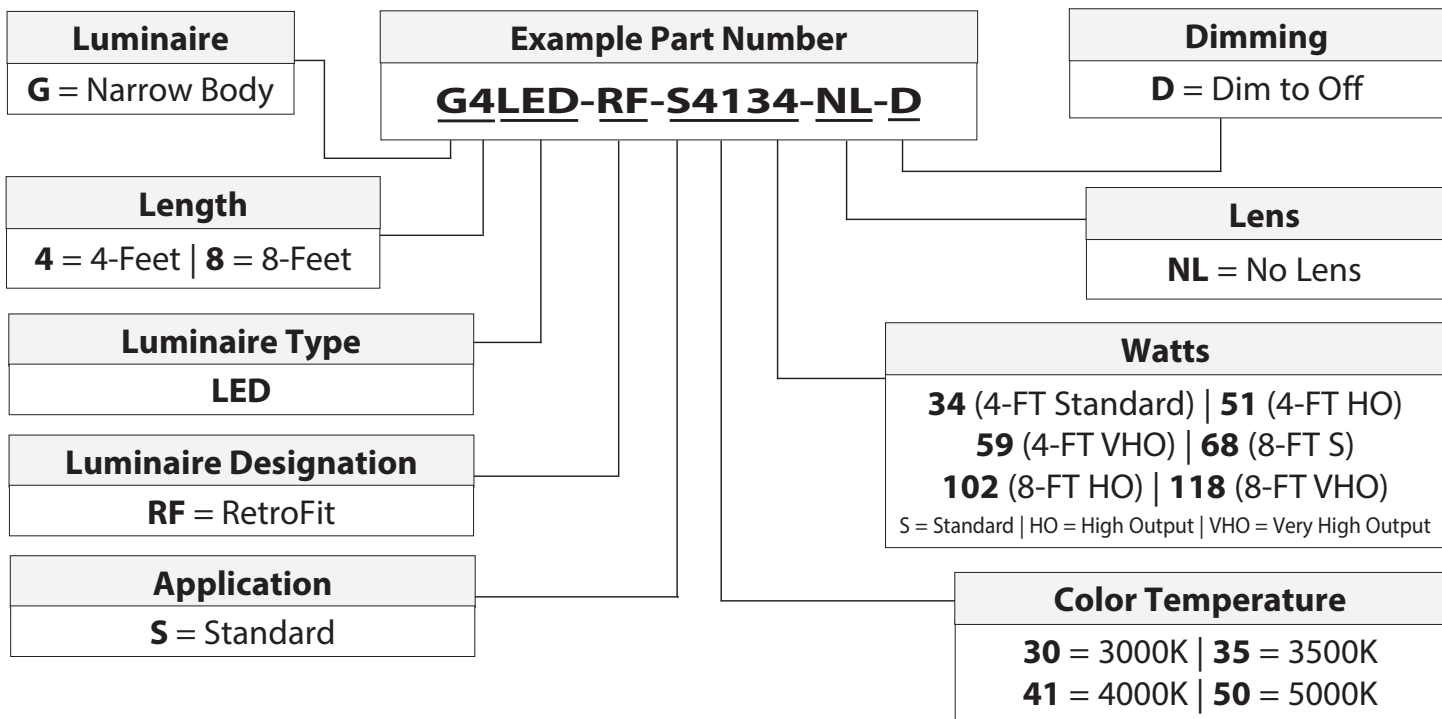 Luminaire
G = Narrow Body
Example Part Number
G4LED-RF-S4134-NL-D
Dimming
D = Dim to Off
Length
4 = 4-Feet | 8 = 8-Feet
Lens
NL = No Lens
Luminaire Type
LED
Watts
34 (4-FT Standard) | 51 (4-FT HO)
59 (4-FT VHO) | 68 (8-FT S)
102 (8-FT HO) | 118 (8-FT VHO)
S = Standard | HO = High Output | VHO = Very High Output
Luminaire Designation
RF = RetroFit
Application
S = Standard
Color Temperature
30 = 3000K | 35 = 3500K
41 = 4000K | 50 = 5000K